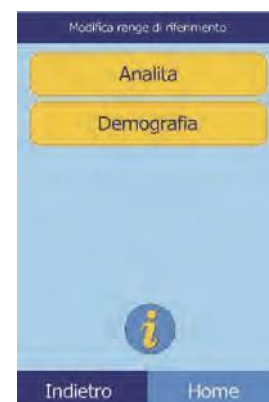 Modifica range di riferimento
Analita
Demografia
i
Indietro Home